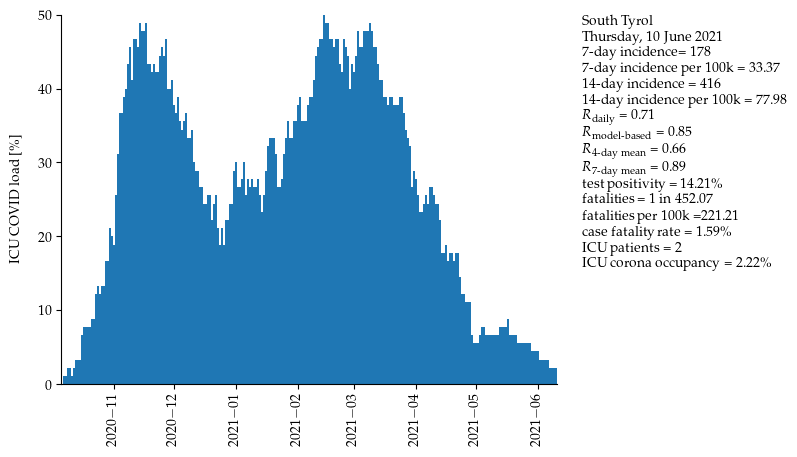 South Tyrol
Thursday, 10 June 2021
7-day incidence= 178
7-day incidence per 100k = 33.37
14-day incidence = 416
14-day incidence per 100k = 77.98
R_daily = 0.71
R_model-based = 0.85
R_4-day mean = 0.66
R_7-day mean = 0.89
test positivity = 14.21%
fatalities = 1 in 452.07
fatalities per 100k =221.21
case fatality rate = 1.59%
ICU patients = 2
ICU corona occupancy = 2.22%
ICU COVID load [%]
50
40
30
20
10
0
2020−11
2020−12
2021−01
2021−02
2021−03
2021−04
2021−05
2021−06